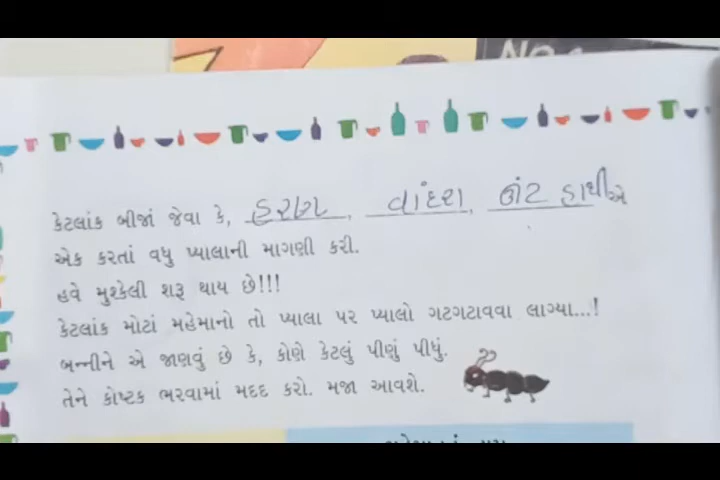 કેટલાંક બીજાં જેવા કે, હરણ, વાંદરા, ઊંટ હાથીએ
એક કરતાં વધુ પ્યાલાની માગણી કરી.
હવે મુશ્કેલી શરૂ થાય છે!!!
કેટલાંક મોટાં મહેમાનો તો પ્યાલા પર પ્યાલો ગટગટાવવા લાગ્યા...!
બન્નીને એ જાણવું છે કે, કોણે કેટલું પીણું પીધું.
તેને કોષ્ટક ભરવામાં મદદ કરો. મજા આવશે.